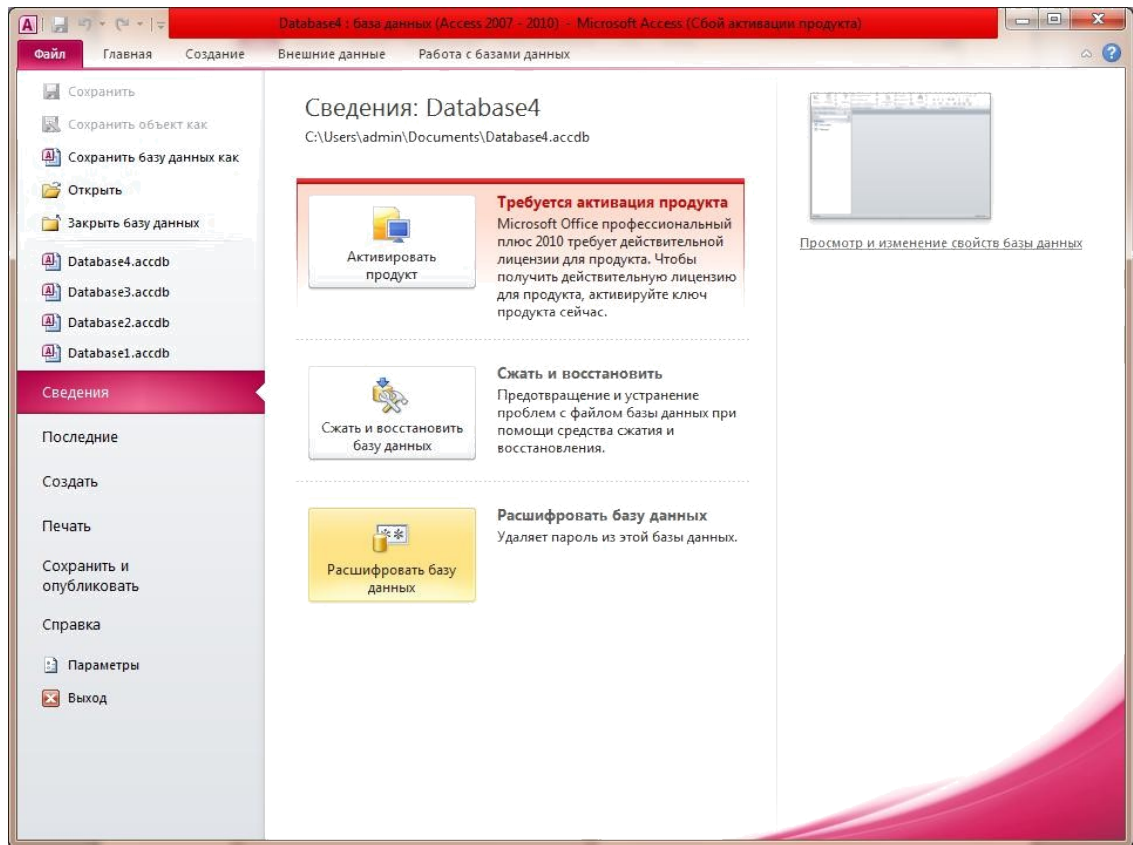 Database4 : база данных (Access 2007 - 2010) - Microsoft Access (Сбой активации продукта)
Файл Главная Создание Внешние данные Работа с базами данных
Сохранить
Сохранить объект как
Сохранить базу данных как
Открыть
Закрыть базу данных
Database4.accdb
Database3.accdb
Database2.accdb
Database1.accdb
Сведения
Последние
Создать
Печать
Сохранить и
опубликовать
Справка
Параметры
Выход
Сведения: Database4
C:\Users\admin\Documents\Database4.accdb
Активировать
продукт
Требуется активация продукта
Microsoft Office профессиональный
плюс 2010 требует действительной
лицензии для продукта. Чтобы
получить действительную лицензию
для продукта, активируйте ключ
продукта сейчас.
Сжать и восстановить
базу данных
Сжать и восстановить
Предотвращение и устранение
проблем с файлом базы данных при
помощи средства сжатия и
восстановления.
Расшифровать базу
данных
Расшифровать базу данных
Удаляет пароль из этой базы данных.
Просмотр и изменение свойств базы данных